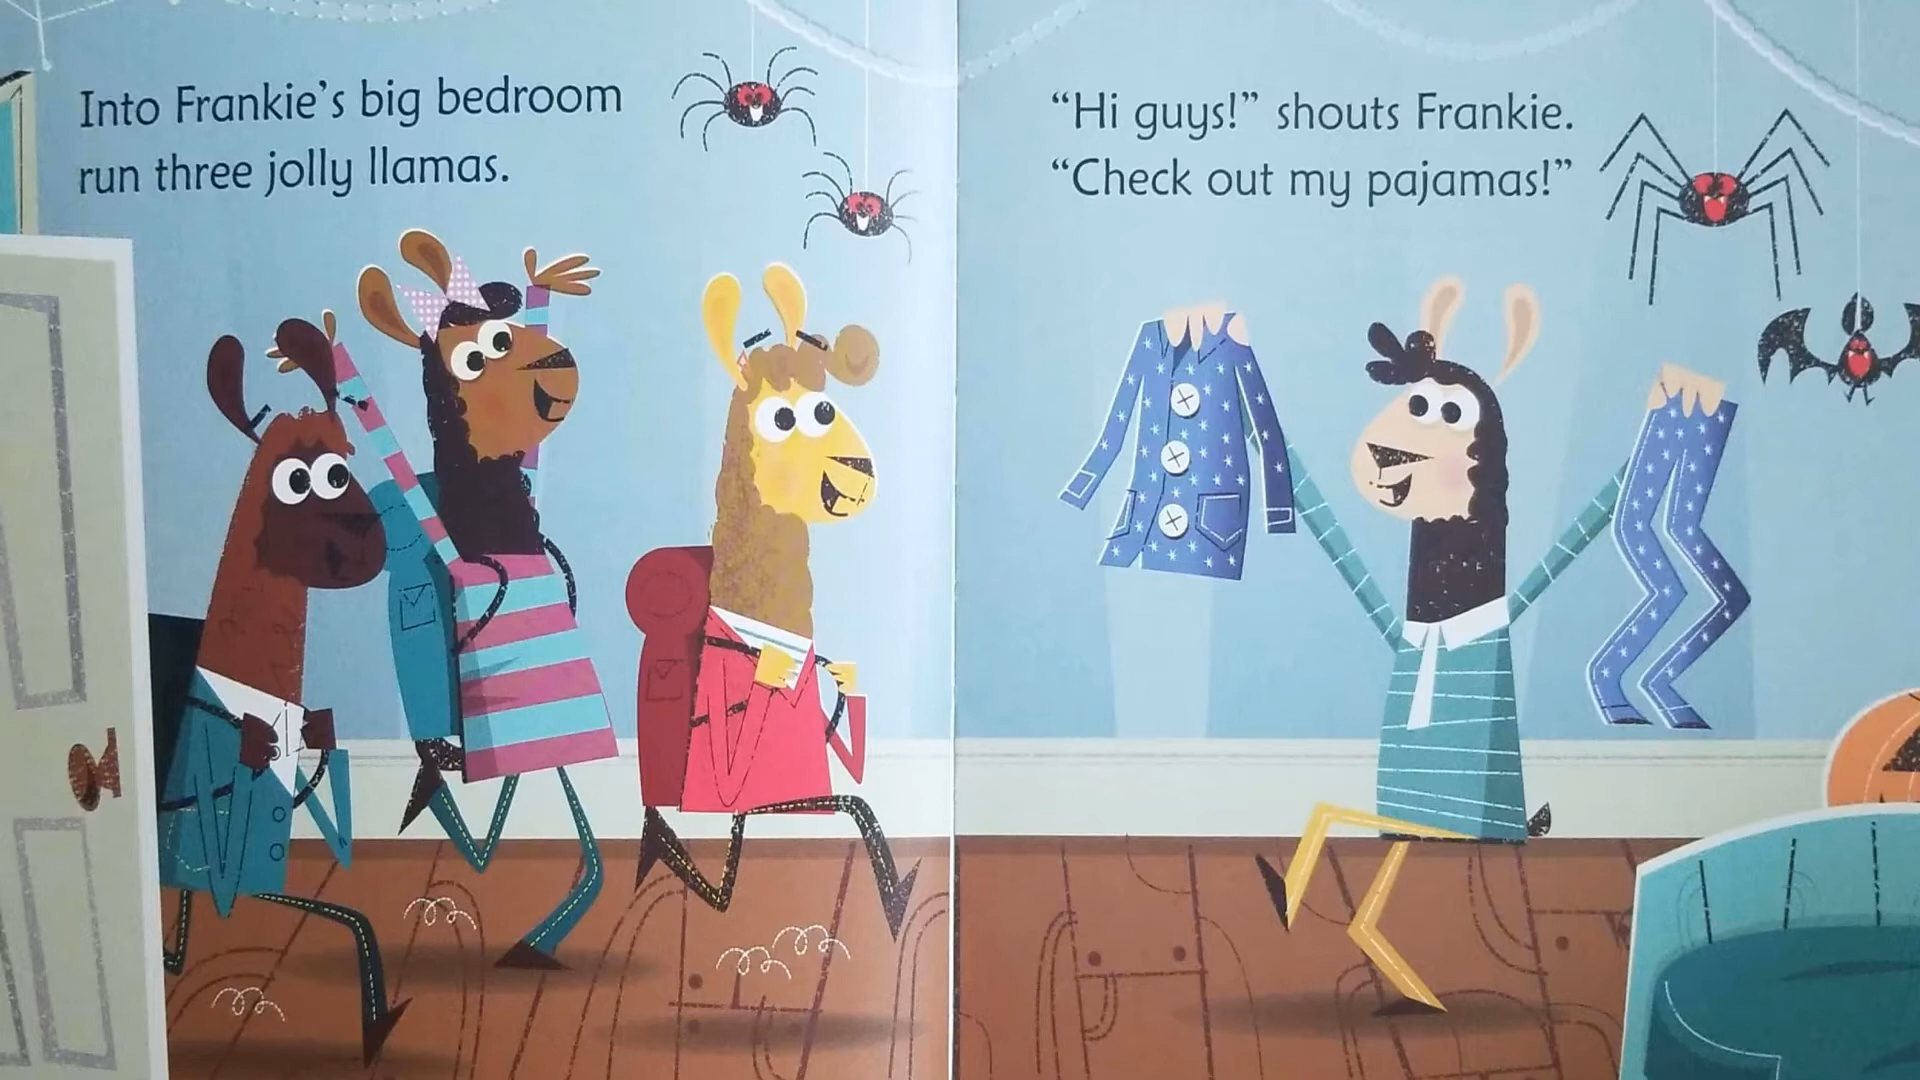 Into Frankie's big bedroom
run three jolly llamas.
“Hi guys!” shouts Frankie.
“Check out my pajamas!”